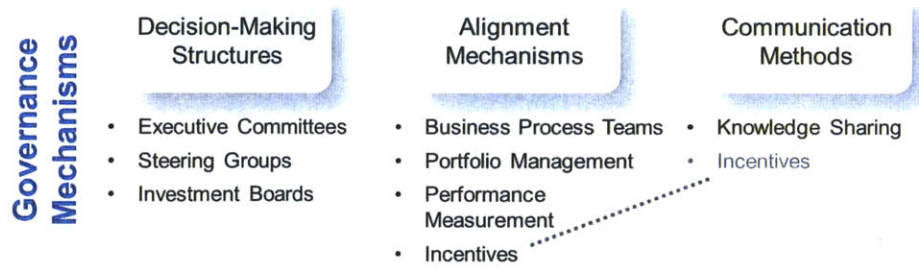 Governance
Mechanisms
Decision-Making
Structures
• Executive Committees
• Steering Groups
• Investment Boards
Alignment
Mechanisms
• Business Process Teams
• Portfolio Management
• Performance
Measurement
• Incentives
Communication
Methods
• Knowledge Sharing
• Incentives